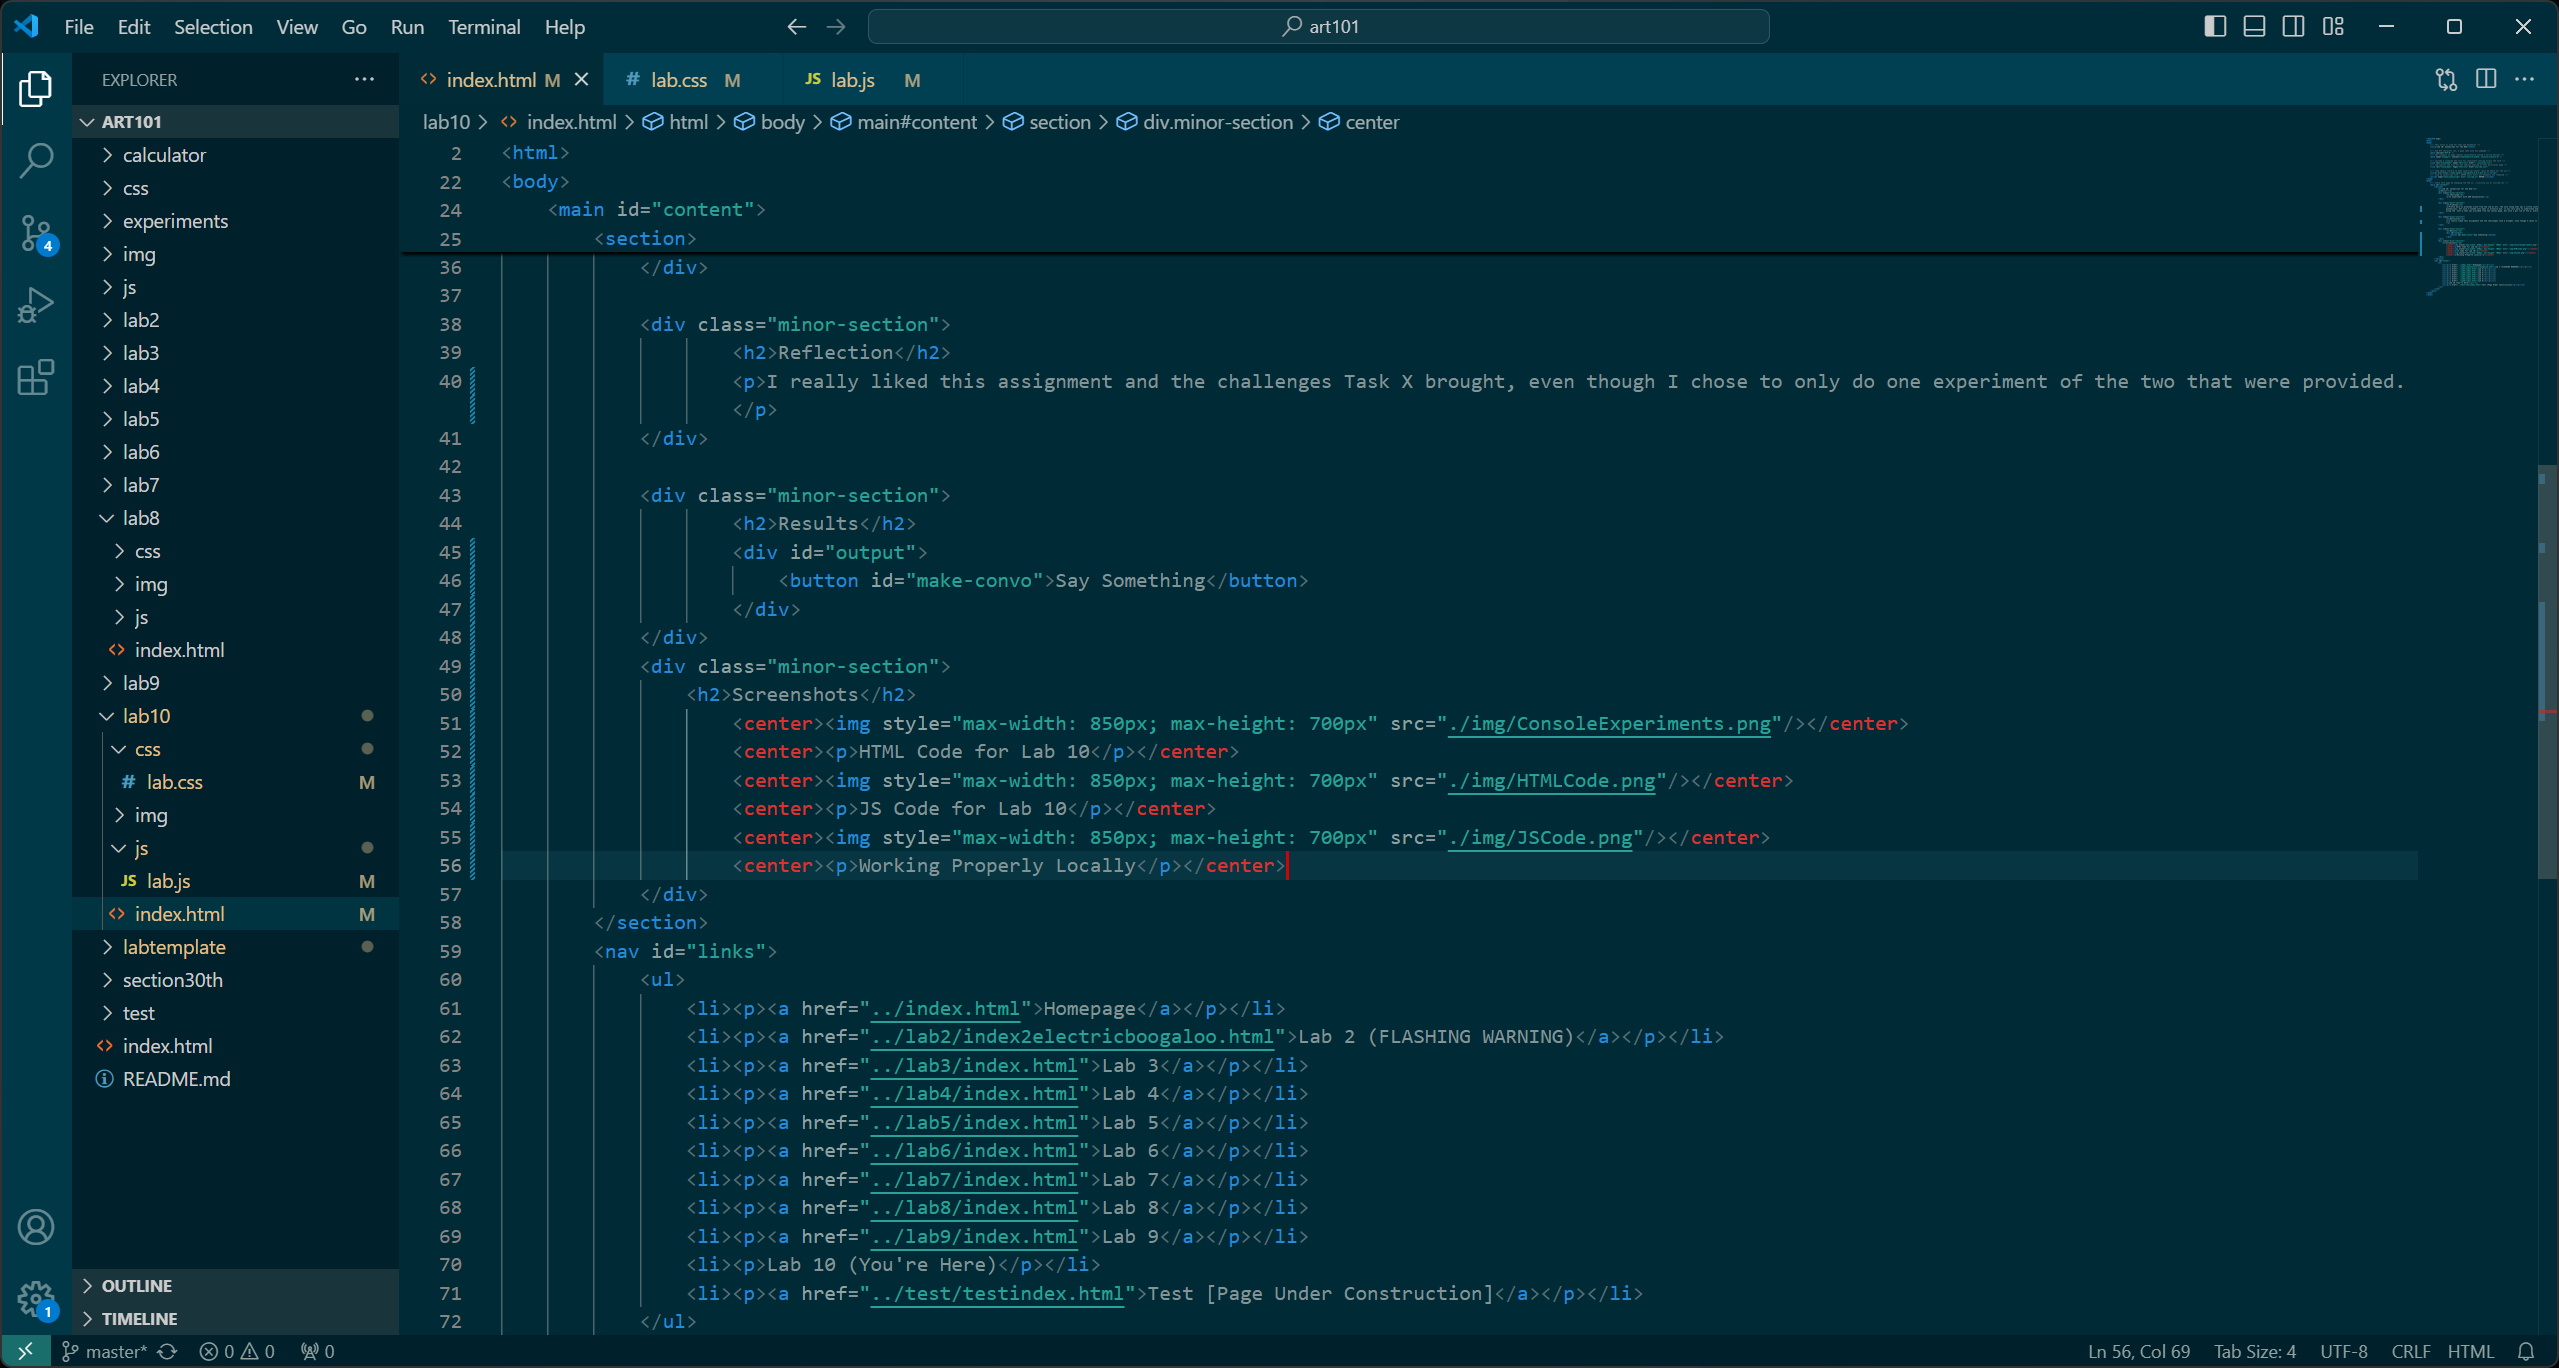 File Edit Selection View Go Run Terminal Help
art101
EXPLORER
ART101
calculator
css
experiments
img
js
lab2
lab3
lab4
lab5
lab6
lab7
lab8
css
img
js
index.html
lab9
lab10
css
lab.css M
img
js
JS lab.js M
index.html M
labtemplate
section30th
test
index.html
README.md
OUTLINE
TIMELINE
4
1
index.html M
# lab.css M
JS lab.js M
lab10 > index.html > html > body > main#content > section > div.minor-section > center
2 <html>
22 <body>
24 <main id="content">
25 <section>
36 </div>
37
38 <div class="minor-section">
39 <h2>Reflection</h2>
40 <p>I really liked this assignment and the challenges Task X brought, even though I chose to only do one experiment of the two that were provided.
</p>
41 </div>
42
43 <div class="minor-section">
44 <h2>Results</h2>
45 <div id="output">
46 <button id="make-convo">Say Something</button>
47 </div>
48 </div>
49 <div class="minor-section">
50 <h2>Screenshots</h2>
51 <center><img style="max-width: 850px; max-height: 700px" src="./img/ConsoleExperiments.png"/></center>
52 <center><p>HTML Code for Lab 10</p></center>
53 <center><img style="max-width: 850px; max-height: 700px" src="./img/HTMLCode.png"/></center>
54 <center><p>JS Code for Lab 10</p></center>
55 <center><img style="max-width: 850px; max-height: 700px" src="./img/JSCode.png"/></center>
56 <center><p>Working Properly Locally</p></center>
57 </div>
58 </section>
59 <nav id="links">
60 <ul>
61 <li><p><a href="../index.html">Homepage</a></p></li>
62 <li><p><a href="../lab2/index2electricboogaloo.html">Lab 2 (FLASHING WARNING)</a></p></li>
63 <li><p><a href="../lab3/index.html">Lab 3</a></p></li>
64 <li><p><a href="../lab4/index.html">Lab 4</a></p></li>
65 <li><p><a href="../lab5/index.html">Lab 5</a></p></li>
66 <li><p><a href="../lab6/index.html">Lab 6</a></p></li>
67 <li><p><a href="../lab7/index.html">Lab 7</a></p></li>
68 <li><p><a href="../lab8/index.html">Lab 8</a></p></li>
69 <li><p><a href="../lab9/index.html">Lab 9</a></p></li>
70 <li><p>Lab 10 (You're Here)</p></li>
71 <li><p><a href="../test/testindex.html">Test [Page Under Construction]</a></p></li>
72 </ul>
master* 0 0 0 Ln 56, Col 69 Tab Size: 4 UTF-8 CRLF HTML